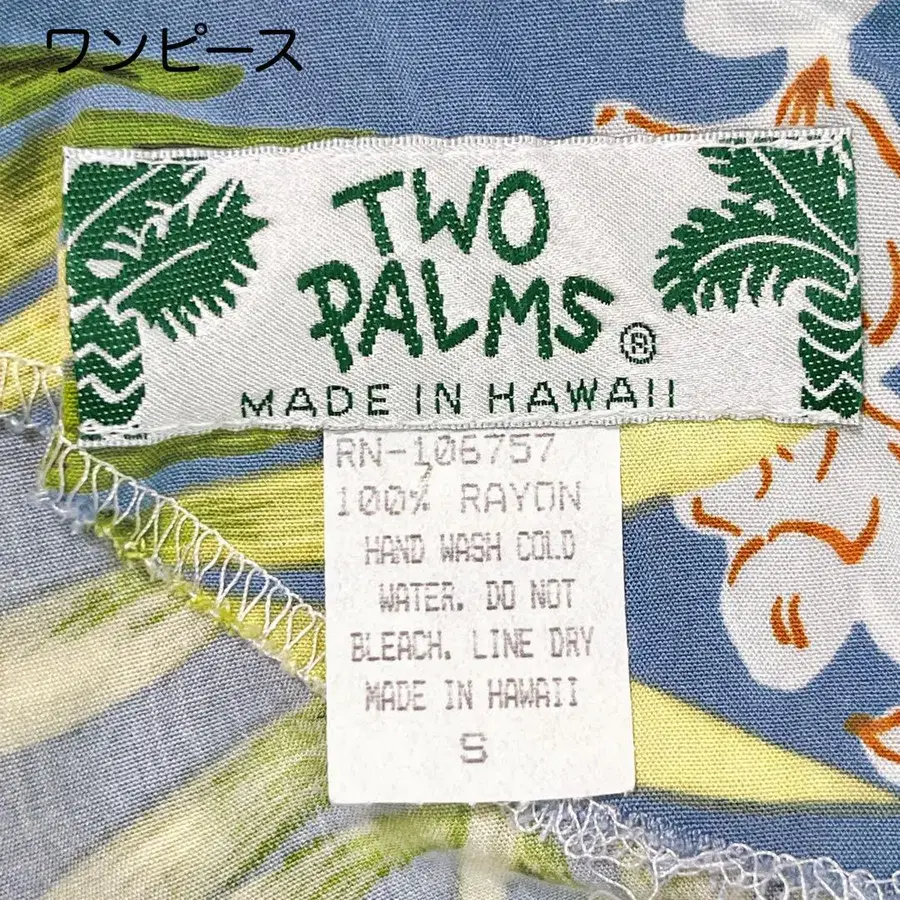 ワンピース
TWO
PALMS®
MADE IN HAWAII
RN-106757
100% RAYON
HAND WASH COLD
WATER. DO NOT
BLEACH. LINE DRY
MADE IN HAWAII
S